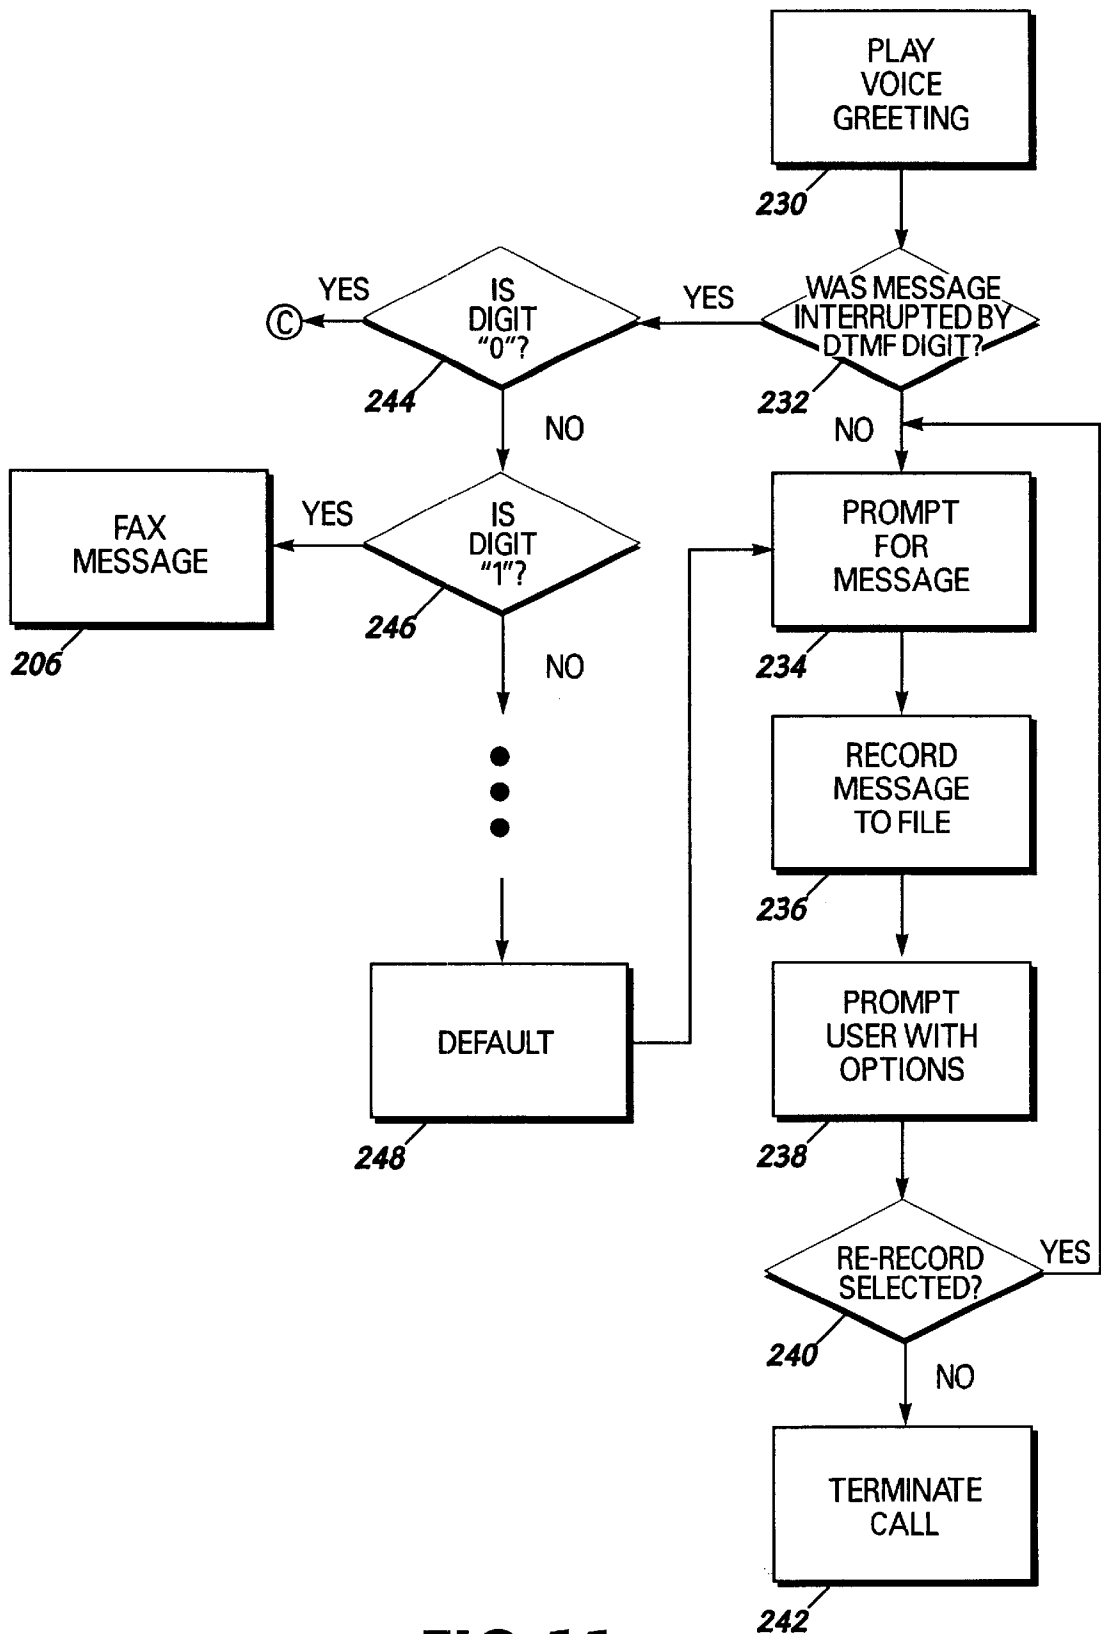 PLAY
VOICE
GREETING
230
WAS MESSAGE
INTERRUPTED BY
DTMF DIGIT?
232
YES
IS
DIGIT
"0"?
244
YES
C
NO
NO
IS
DIGIT
"1"?
246
YES
FAX
MESSAGE
206
NO
DEFAULT
248
PROMPT
FOR
MESSAGE
234
RECORD
MESSAGE
TO FILE
236
PROMPT
USER WITH
OPTIONS
238
RE-RECORD
SELECTED?
240
YES
NO
TERMINATE
CALL
242